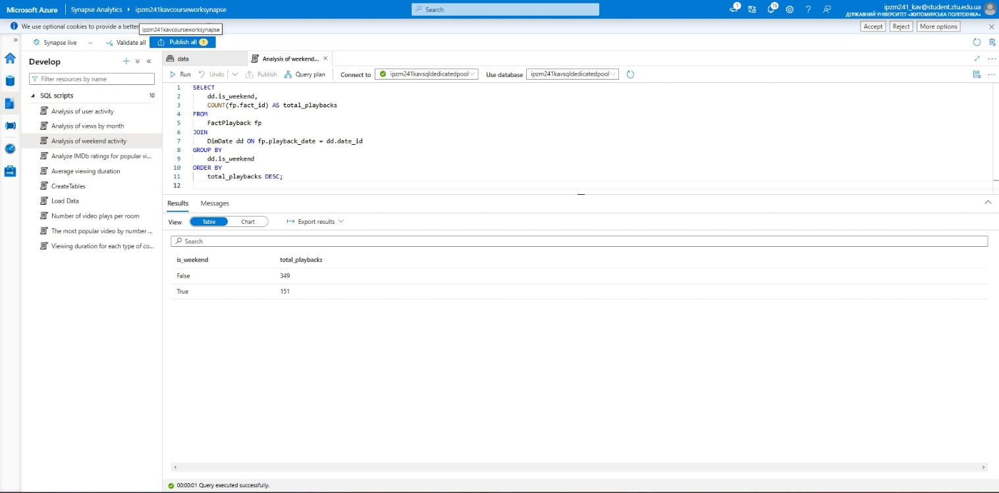 Microsoft Azure Synapse Analytics ipzm241kavcourseworksynapse Search 1 15 ? ipzm241_kav@student.ztu.edu.ua
ДЕРЖАВНИЙ УНІВЕРСИТЕТ «ЖИТОМИРСЬКА ПОЛІТЕХНІКА»
We use optional cookies to provide a better ipzm241kavcourseworksynapse Accept Reject More options
Synapse live Validate all Publish all 1
Develop
Filter resources by name
SQL scripts 10
Analysis of user activity
Analysis of views by month
Analysis of weekend activity
Analyze IMDb ratings for popular vi...
Average viewing duration
CreateTables
Load Data
Number of video plays per room
The most popular video by number ...
Viewing duration for each type of co...
data Analysis of weekend...
Run Undo Publish Query plan Connect to ipzm241kavsqldedicatedpool Use database ipzm241kavsqldedicatedpool
1 SELECT
2 dd.is_weekend,
3 COUNT(fp.fact_id) AS total_playbacks
4 FROM
5 FactPlayback fp
6 JOIN
7 DimDate dd ON fp.playback_date = dd.date_id
8 GROUP BY
9 dd.is_weekend
10 ORDER BY
11 total_playbacks DESC;
12
Results Messages
View Table Chart Export results
Search
is_weekend total_playbacks
False 349
True 151
00:00:01 Query executed successfully.